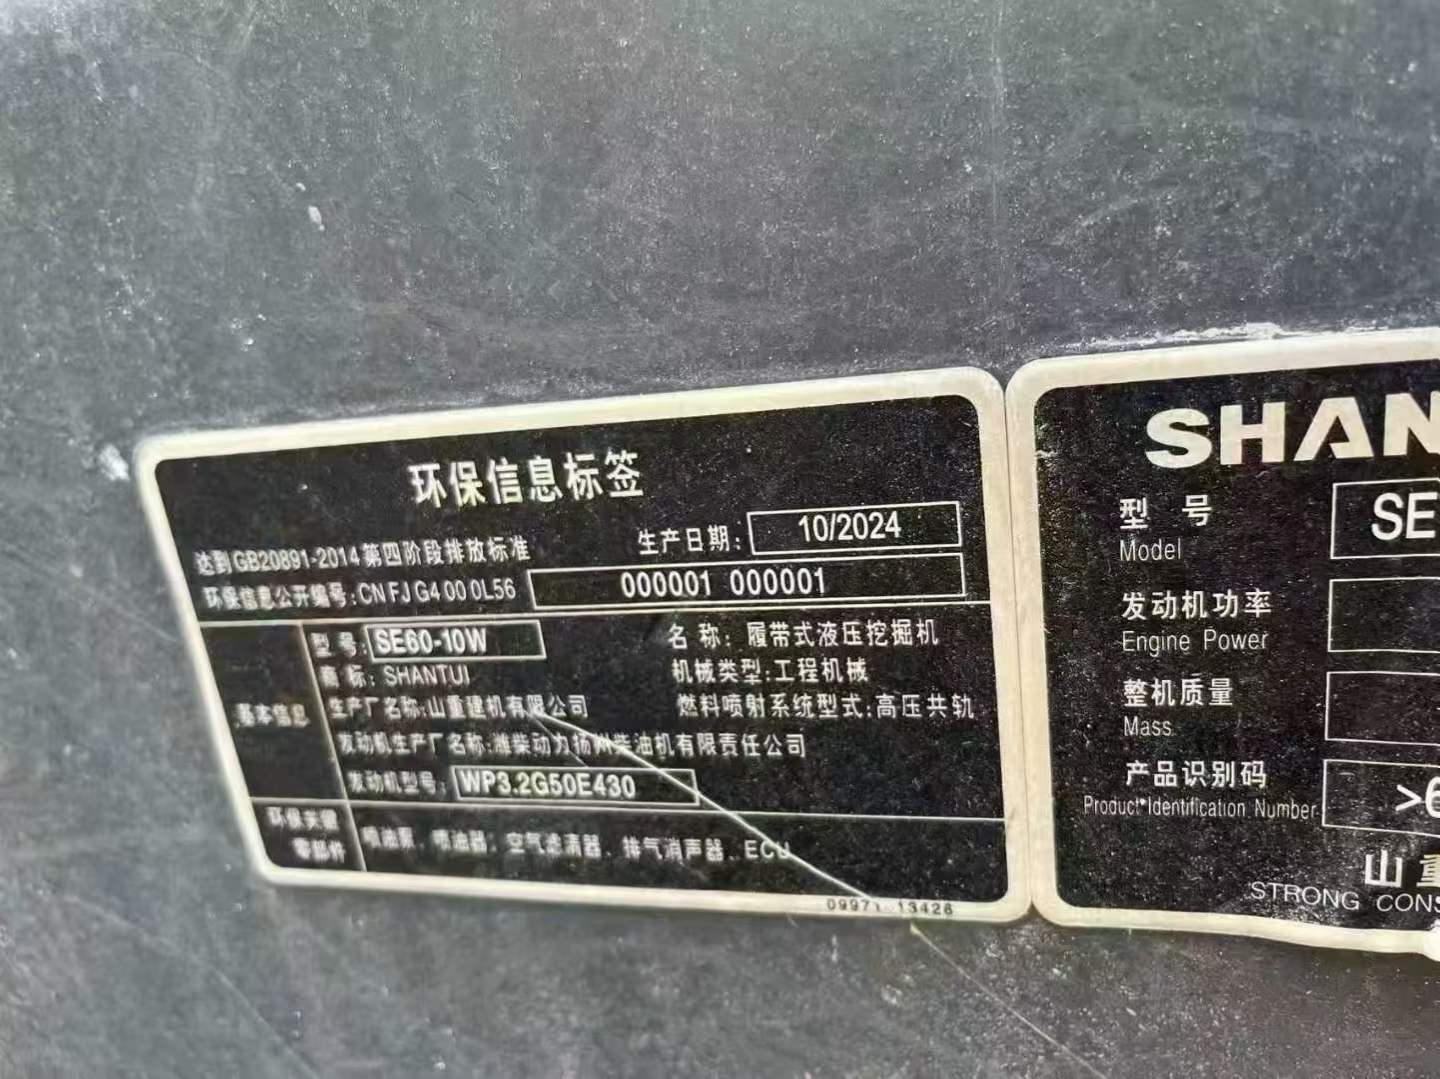 环保信息标签
达到GB20891-2014第四阶段排放标准
生产日期: 10/2024
环保信息公开编号:CN FJ G4 00 0L56 000001 000001
基本信息
型 号: SE60-10W
名 称: 履带式液压挖掘机
商 标: SHANTUI
机械类型:工程机械
生产厂名称:山重建机有限公司
燃料喷射系统型式:高压共轨
发动机生产厂名称:潍柴动力扬州柴油机有限责任公司
发动机型号: WP3.2G50E430
环保关键
零部件
喷油泵、喷油器、空气滤清器、排气消声器、ECU
09971 13426
SHAN
型 号 SE
Model
发动机功率
Engine Power
整机质量
Mass
产品识别码
Product Identification Number
>6
山重
STRONG CONS